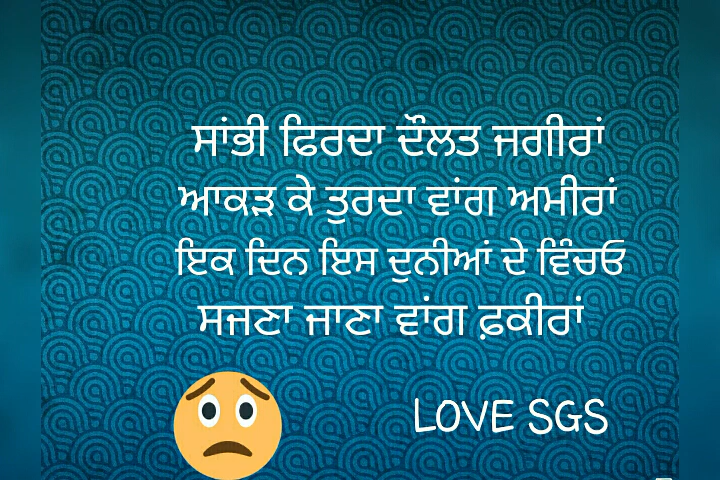 ਸਾਂਭੀ ਫਿਰਦਾ ਦੌਲਤ ਜਗੀਰਾਂ
ਆਕੜ ਕੇ ਤੁਰਦਾ ਵਾਂਗ ਅਮੀਰਾਂ
ਇਕ ਦਿਨ ਇਸ ਦੁਨੀਆਂ ਦੇ ਵਿੰਚਓ
ਸਜਣਾ ਜਾਣਾ ਵਾਂਗ ਫ਼ਕੀਰਾਂ
LOVE SGS